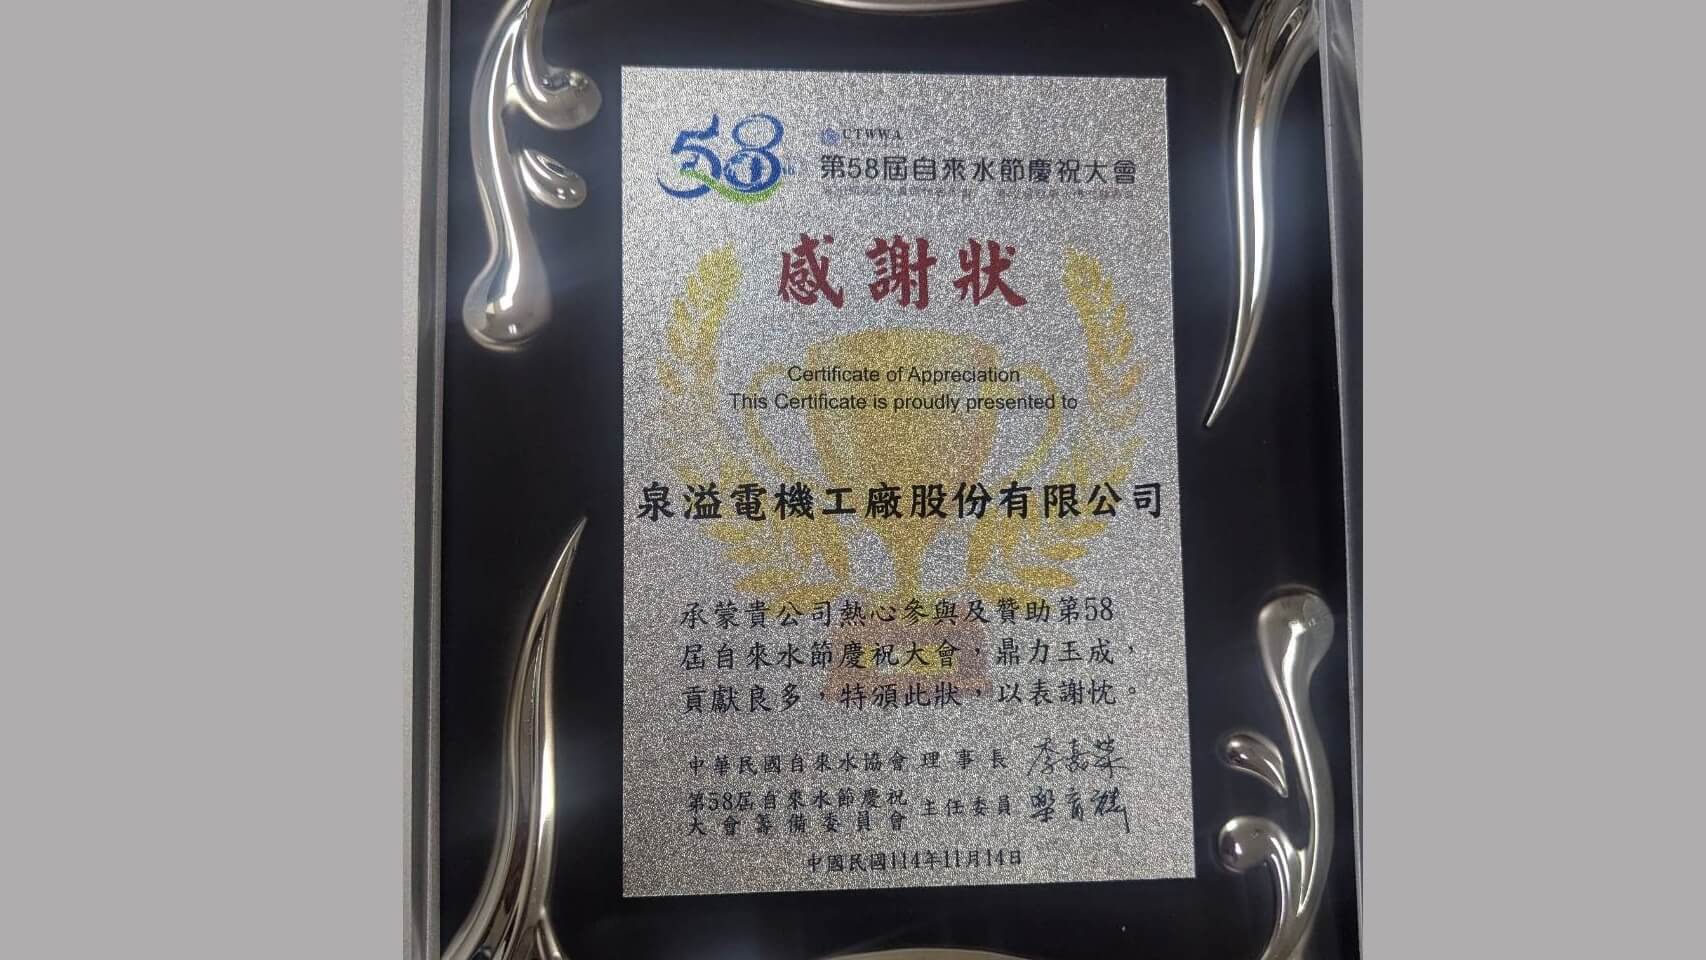 58th
CTWWA
第58屆自來水節慶祝大會
感謝狀
Certificate of Appreciation
This Certificate is proudly presented to
泉溢電機工廠股份有限公司
承蒙貴公司熱心參與及贊助第58
屆自來水節慶祝大會，鼎力玉成，
貢獻良多，特頒此狀，以表謝忱。
中華民國自來水協會 理事長 李嘉榮
第58屆自來水節慶祝
大會籌備委員會 主任委員
中國民國114年11月14日